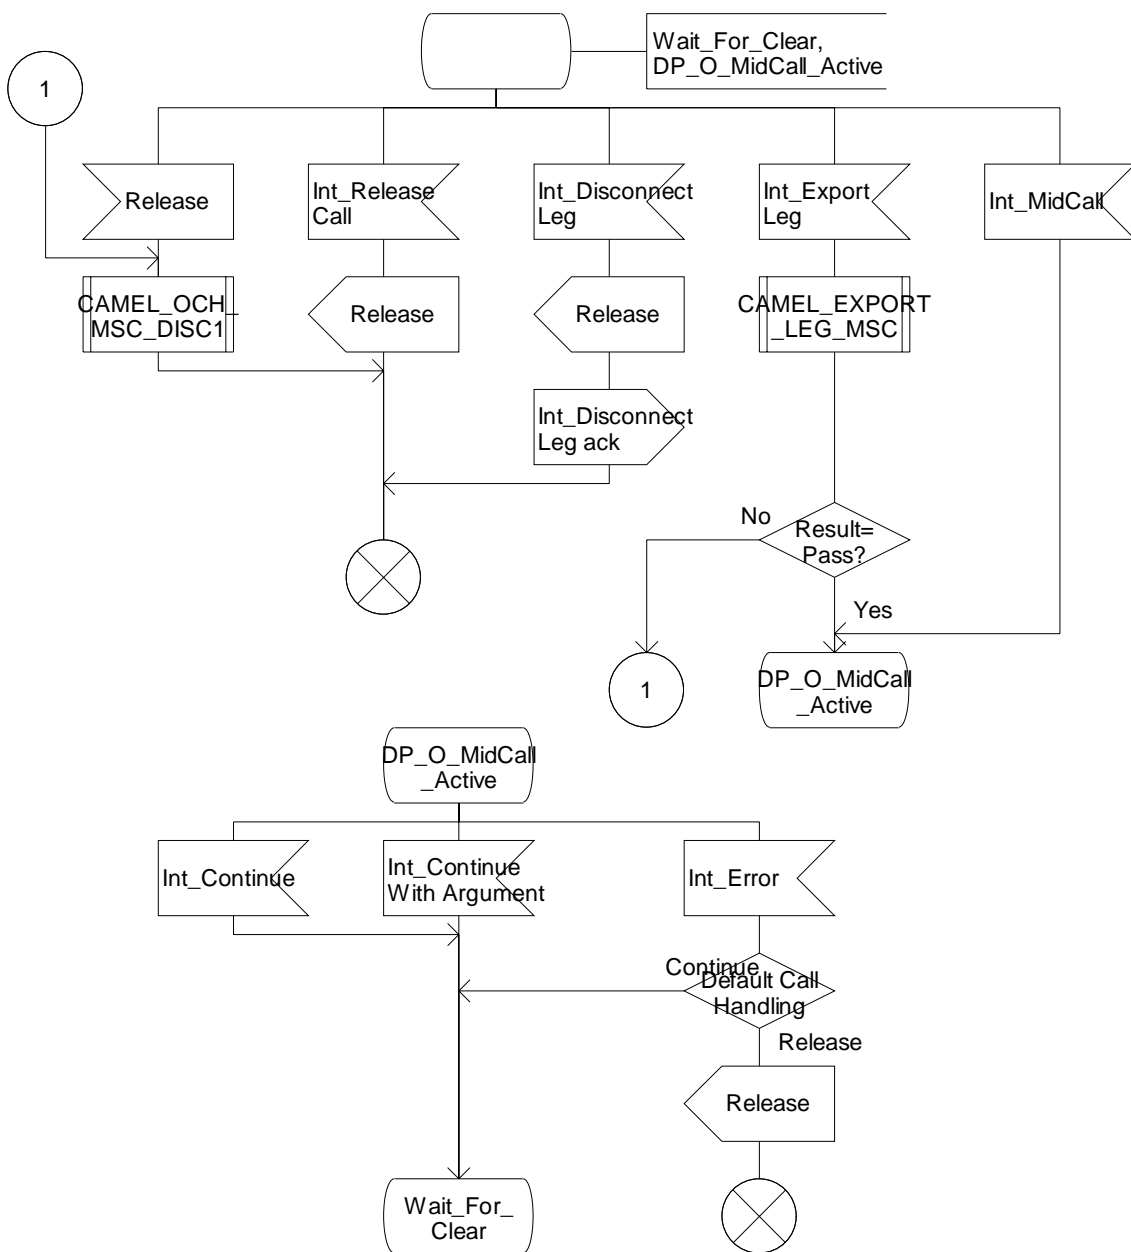 Wait_For_Clear,
DP_O_MidCall_Active
1
Release
Int_Release
Call
Int_Disconnect
Leg
Int_Export
Leg
Int_MidCall
CAMEL_OCH_
MSC_DISC1
Release
Release
CAMEL_EXPORT
_LEG_MSC
Int_Disconnect
Leg ack
No
Result=
Pass?
Yes
1
DP_O_MidCall
_Active
DP_O_MidCall
_Active
Int_Continue
Int_Continue
With Argument
Int_Error
Continue
Default Call
Handling
Release
Release
Wait_For_
Clear